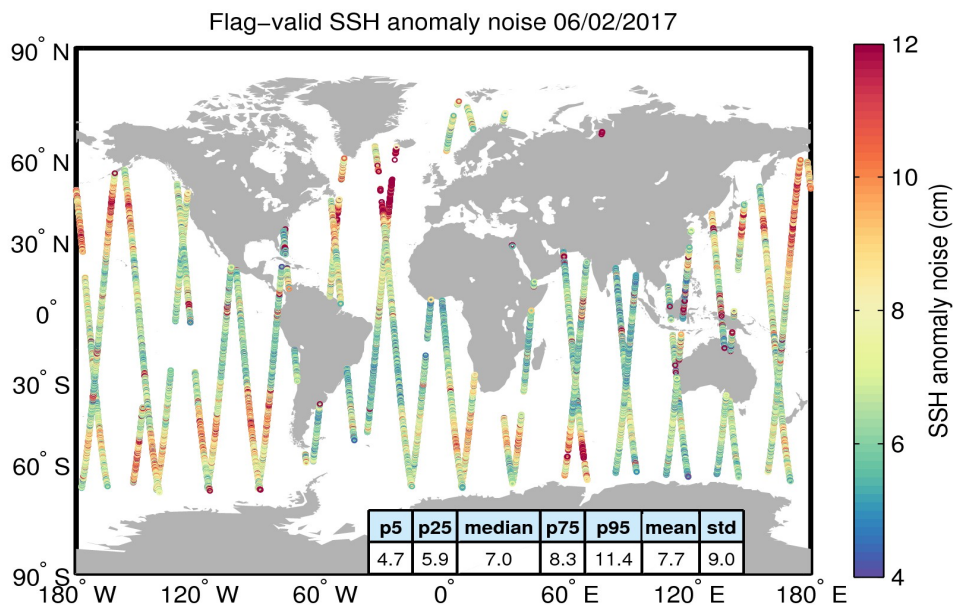 Flag−valid SSH anomaly noise 06/02/2017
90° N
60° N
30° N
0°
30° S
60° S
90° S
180° W
120° W
60° W
0°
60° E
120° E
180° E
p5 p25 median p75 p95 mean std
4.7 5.9 7.0 8.3 11.4 7.7 9.0
12
10
8
6
4
SSH anomaly noise (cm)